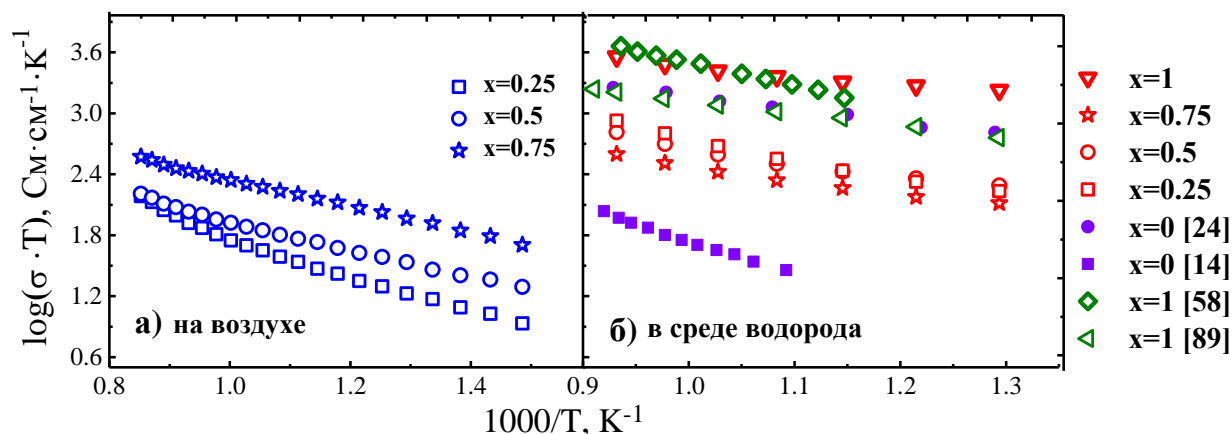 log(σ·T), См·см⁻¹·К⁻¹
3.6
3.0
2.4
1.8
1.2
0.6
x=0.25
x=0.5
x=0.75
а) на воздухе
0.8
1.0
1.2
1.4
б) в среде водорода
0.9
1.0
1.1
1.2
1.3
1000/T, K⁻¹
x=1
x=0.75
x=0.5
x=0.25
x=0 [24]
x=0 [14]
x=1 [58]
x=1 [89]